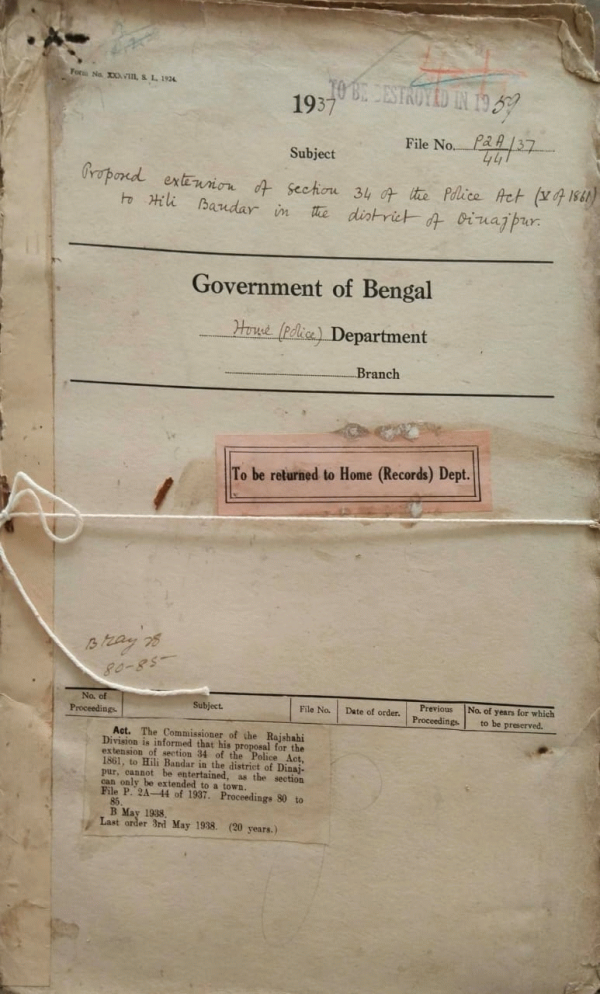 Form No. XXXVIII, S. L., 1934.
1937
TO BE DESTROYED IN 1959
File No. P2A/37
44
Subject
Proposed extension of section 34 of the Police Act (V of 1861)
to Hili Bandar in the district of Dinajpur.
Government of Bengal
Home (Police) Department
Branch
To be returned to Home (Records) Dept.
B May '38
80-85
No. of Proceedings.
Subject.
File No.
Date of order.
Previous Proceedings.
No. of years for which to be preserved.
Act. The Commissioner of the Rajshahi
Division is informed that his proposal for the
extension of section 34 of the Police Act,
1861, to Hili Bandar in the district of Dinaj-
pur, cannot be entertained, as the section
can only be extended to a town.
File P. 2A—44 of 1937. Proceedings 80 to
85.
B May 1938.
Last order 3rd May 1938. (20 years.)